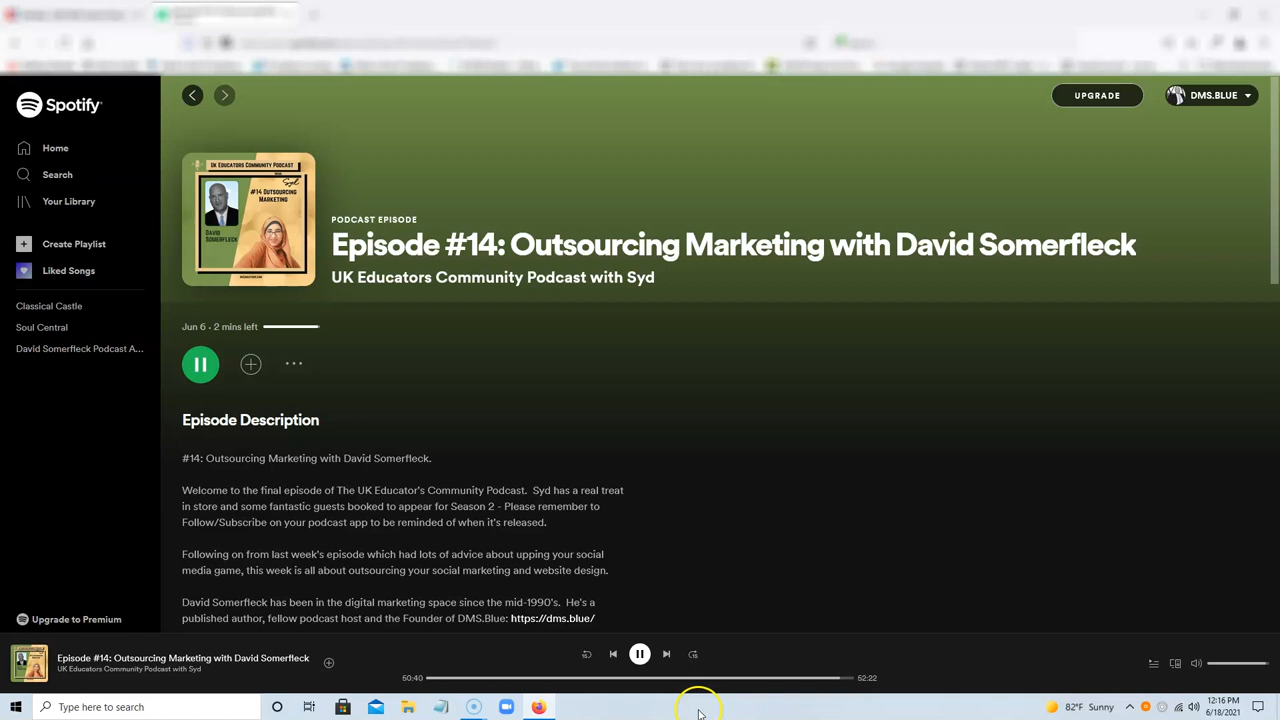 Spotify
UPGRADE
DMS.BLUE
Home
Search
Your Library
Create Playlist
Liked Songs
Classical Castle
Soul Central
David Somerfleck Podcast A...
Upgrade to Premium
UK EDUCATORS COMMUNITY PODCAST
WITH
Syd
#14 OUTSOURCING
MARKETING
DAVID
SOMERFLECK
PODCAST EPISODE
Episode #14: Outsourcing Marketing with David Somerfleck
UK Educators Community Podcast with Syd
Jun 6 • 2 mins left
Episode Description
#14: Outsourcing Marketing with David Somerfleck.
Welcome to the final episode of The UK Educator's Community Podcast. Syd has a real treat
in store and some fantastic guests booked to appear for Season 2 - Please remember to
Follow/Subscribe on your podcast app to be reminded of when it's released.
Following on from last week's episode which had lots of advice about upping your social
media game, this week is all about outsourcing your social marketing and website design.
David Somerfleck has been in the digital marketing space since the mid-1990's. He's a
published author, fellow podcast host and the Founder of DMS.Blue: https://dms.blue/
Episode #14: Outsourcing Marketing with David Somerfleck
UK Educators Community Podcast with Syd
15
15
50:40
52:22
Type here to search
82°F Sunny
12:16 PM
6/18/2021